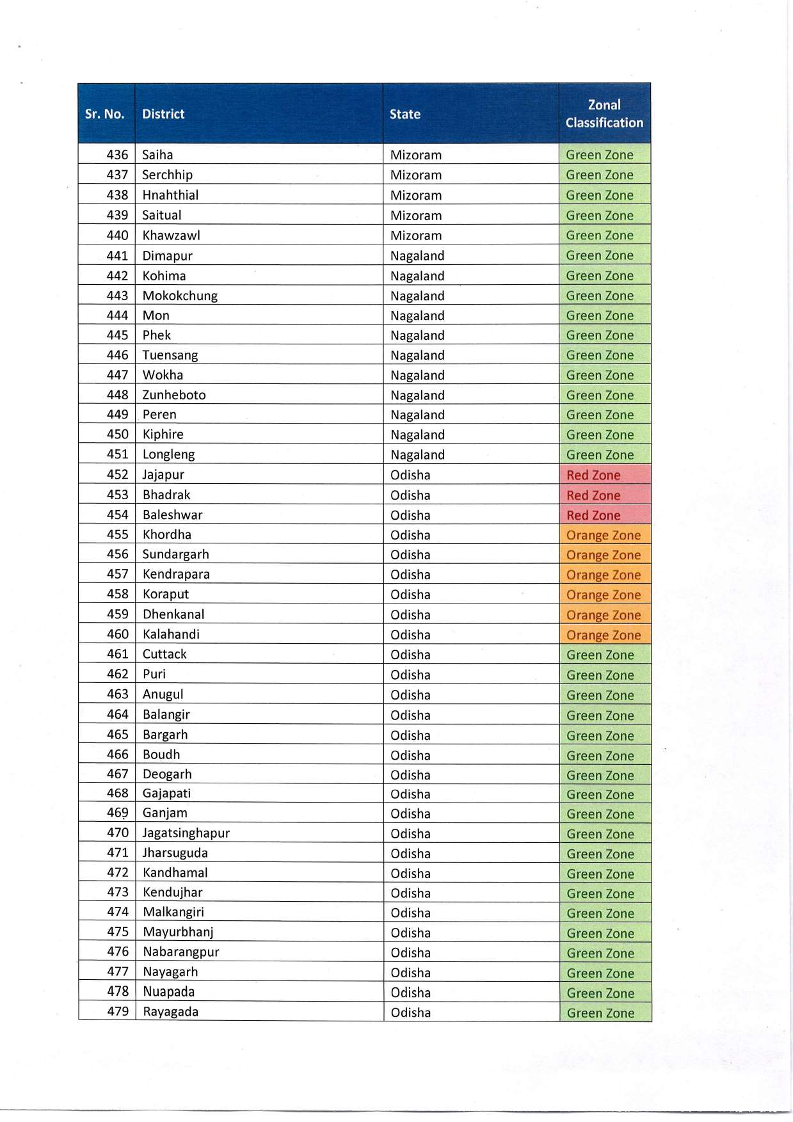 Sr. No. District State Zonal Classification
436 Saiha Mizoram Green Zone
437 Serchhip Mizoram Green Zone
438 Hnahthial Mizoram Green Zone
439 Saitual Mizoram Green Zone
440 Khawzawl Mizoram Green Zone
441 Dimapur Nagaland Green Zone
442 Kohima Nagaland Green Zone
443 Mokokchung Nagaland Green Zone
444 Mon Nagaland Green Zone
445 Phek Nagaland Green Zone
446 Tuensang Nagaland Green Zone
447 Wokha Nagaland Green Zone
448 Zunheboto Nagaland Green Zone
449 Peren Nagaland Green Zone
450 Kiphire Nagaland Green Zone
451 Longleng Nagaland Green Zone
452 Jajapur Odisha Red Zone
453 Bhadrak Odisha Red Zone
454 Baleshwar Odisha Red Zone
455 Khordha Odisha Orange Zone
456 Sundargarh Odisha Orange Zone
457 Kendrapara Odisha Orange Zone
458 Koraput Odisha Orange Zone
459 Dhenkanal Odisha Orange Zone
460 Kalahandi Odisha Orange Zone
461 Cuttack Odisha Green Zone
462 Puri Odisha Green Zone
463 Anugul Odisha Green Zone
464 Balangir Odisha Green Zone
465 Bargarh Odisha Green Zone
466 Boudh Odisha Green Zone
467 Deogarh Odisha Green Zone
468 Gajapati Odisha Green Zone
469 Ganjam Odisha Green Zone
470 Jagatsinghapur Odisha Green Zone
471 Jharsuguda Odisha Green Zone
472 Kandhamal Odisha Green Zone
473 Kendujhar Odisha Green Zone
474 Malkangiri Odisha Green Zone
475 Mayurbhanj Odisha Green Zone
476 Nabarangpur Odisha Green Zone
477 Nayagarh Odisha Green Zone
478 Nuapada Odisha Green Zone
479 Rayagada Odisha Green Zone